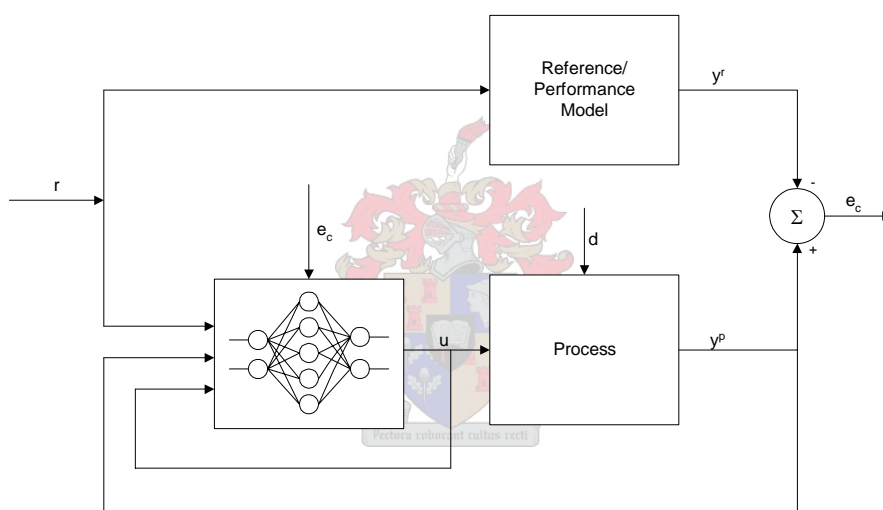 Reference/
Performance
Model
y^r
r
-
e_c
Σ
e_c
d
+
u
Process
y^p
Pectora roborant cultus recti